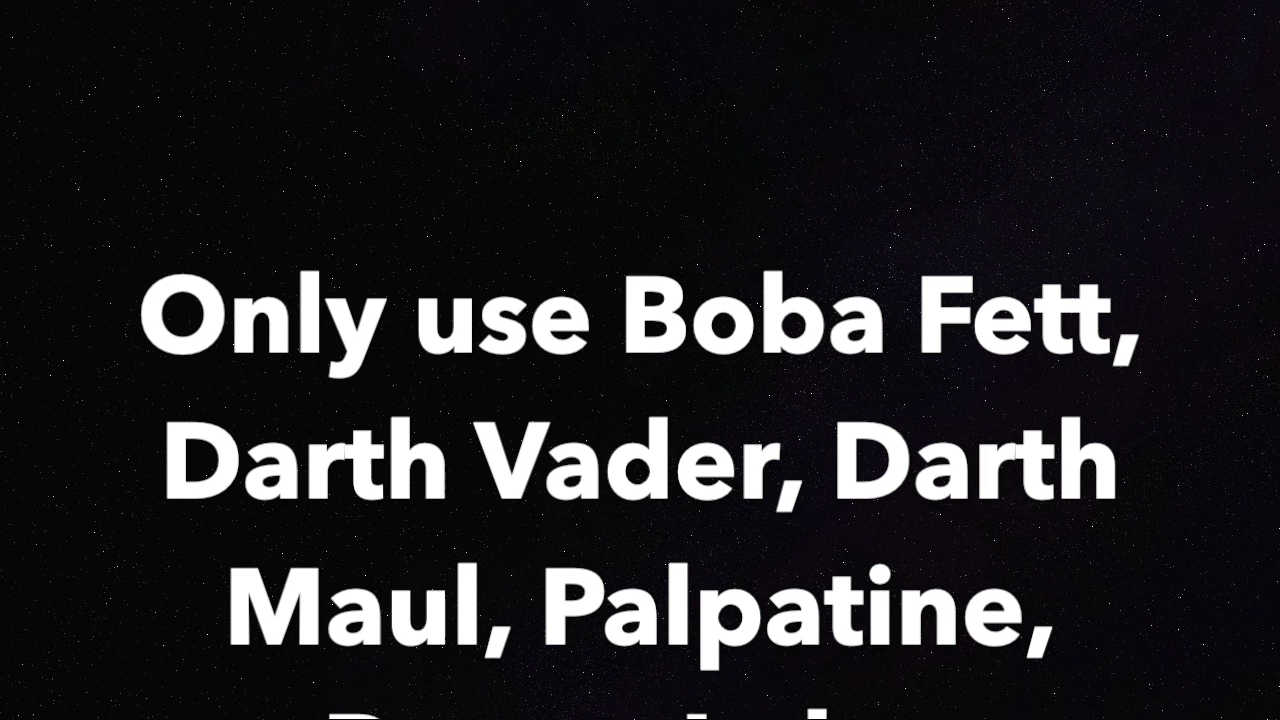 Only use Boba Fett,
Darth Vader, Darth
Maul, Palpatine,